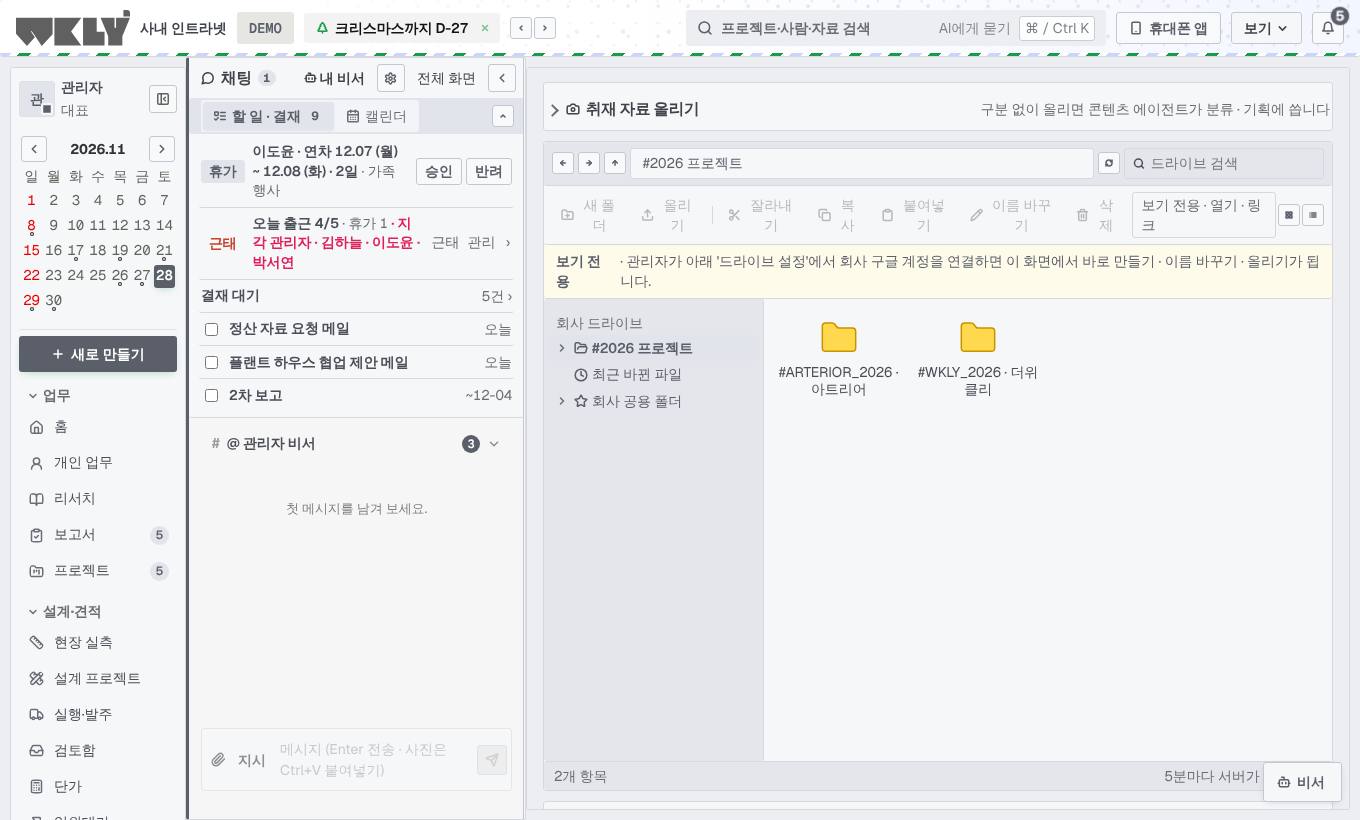 WKLY 사내 인트라넷 DEMO 크리스마스까지 D-27 × 프로젝트·사람·자료 검색 AI에게 묻기 ⌘ / Ctrl K 휴대폰 앱 보기 5
관 관리자
대표
2026.11
일 월 화 수 목 금 토
1 2 3 4 5 6 7
8 9 10 11 12 13 14
15 16 17 18 19 20 21
22 23 24 25 26 27 28
29 30
+ 새로 만들기
업무
홈
개인 업무
리서치
보고서 5
프로젝트 5
설계·견적
현장 실측
설계 프로젝트
실행·발주
검토함
단가
채팅 1 내 비서 전체 화면
할 일·결재 9 캘린더
휴가 이도윤 · 연차 12.07 (월)
~ 12.08 (화) · 2일 · 가족
행사
승인 반려
근태 오늘 출근 4/5 · 휴가 1 · 지
각 관리자 · 김하늘 · 이도윤 ·
박서연
근태 관리 ›
결재 대기 5건 ›
정산 자료 요청 메일 오늘
플랜트 하우스 협업 제안 메일 오늘
2차 보고 ~12-04
# @ 관리자 비서 3
첫 메시지를 남겨 보세요.
지시 메시지 (Enter 전송 · 사진은
Ctrl+V 붙여넣기)
취재 자료 올리기 구분 없이 올리면 콘텐츠 에이전트가 분류 · 기획에 씁니다
#2026 프로젝트 드라이브 검색
새 폴
더
올리
기
잘라내
기
복
사
붙여넣
기
이름 바꾸
기
삭
제
보기 전용 · 열기 · 링
크
보기 전
용
· 관리자가 아래 '드라이브 설정'에서 회사 구글 계정을 연결하면 이 화면에서 바로 만들기 · 이름 바꾸기 · 올리기가 됩
니다.
회사 드라이브
#2026 프로젝트
최근 바뀐 파일
회사 공용 폴더
#ARTERIOR_2026 ·
아트리어
#WKLY_2026 · 더위
클리
2개 항목 5분마다 서버가
비서